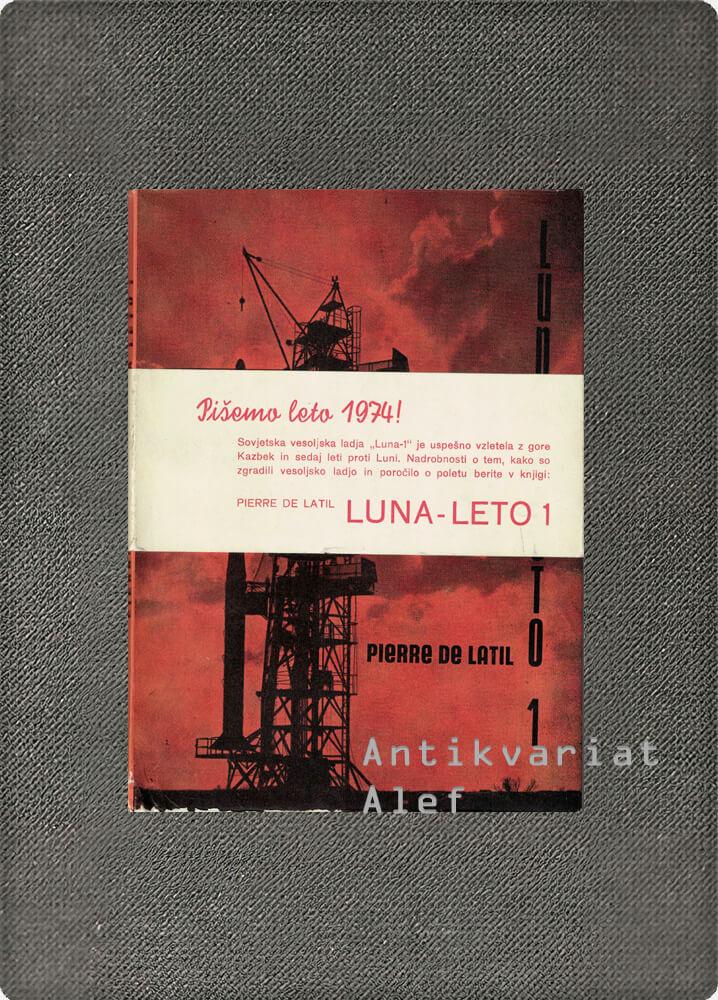 Pišemo leto 1974!
Sovjetska vesoljska ladja „Luna-1" je uspešno vzletela z gore
Kazbek in sedaj leti proti Luni. Nadrobnosti o tem, kako so
zgradili vesoljsko ladjo in poročilo o poletu berite v knjigi:
PIERRE DE LATIL LUNA-LETO 1
PIERRE DE LATIL
1
Antikvariat
Alef